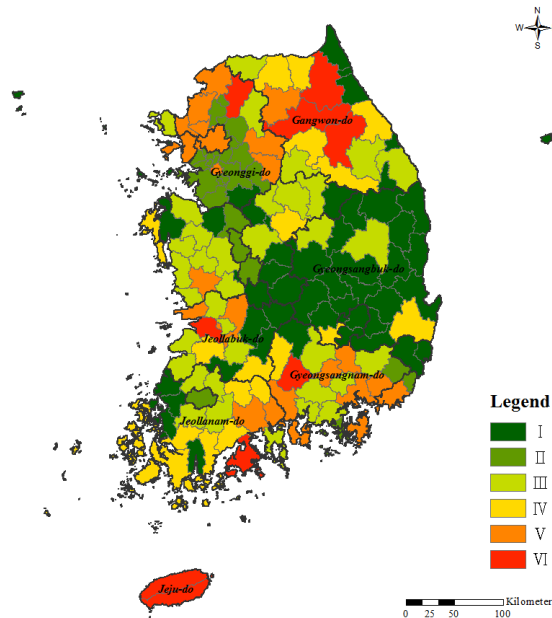 N
W E
S
Gangwon-do
Gyeonggi-do
Gyeongsangbuk-do
Jeollabuk-do
Gyeongsangnam-do
Jeollanam-do
Legend
I
II
III
IV
V
VI
Jeju-do
Kilometer
0 25 50 100